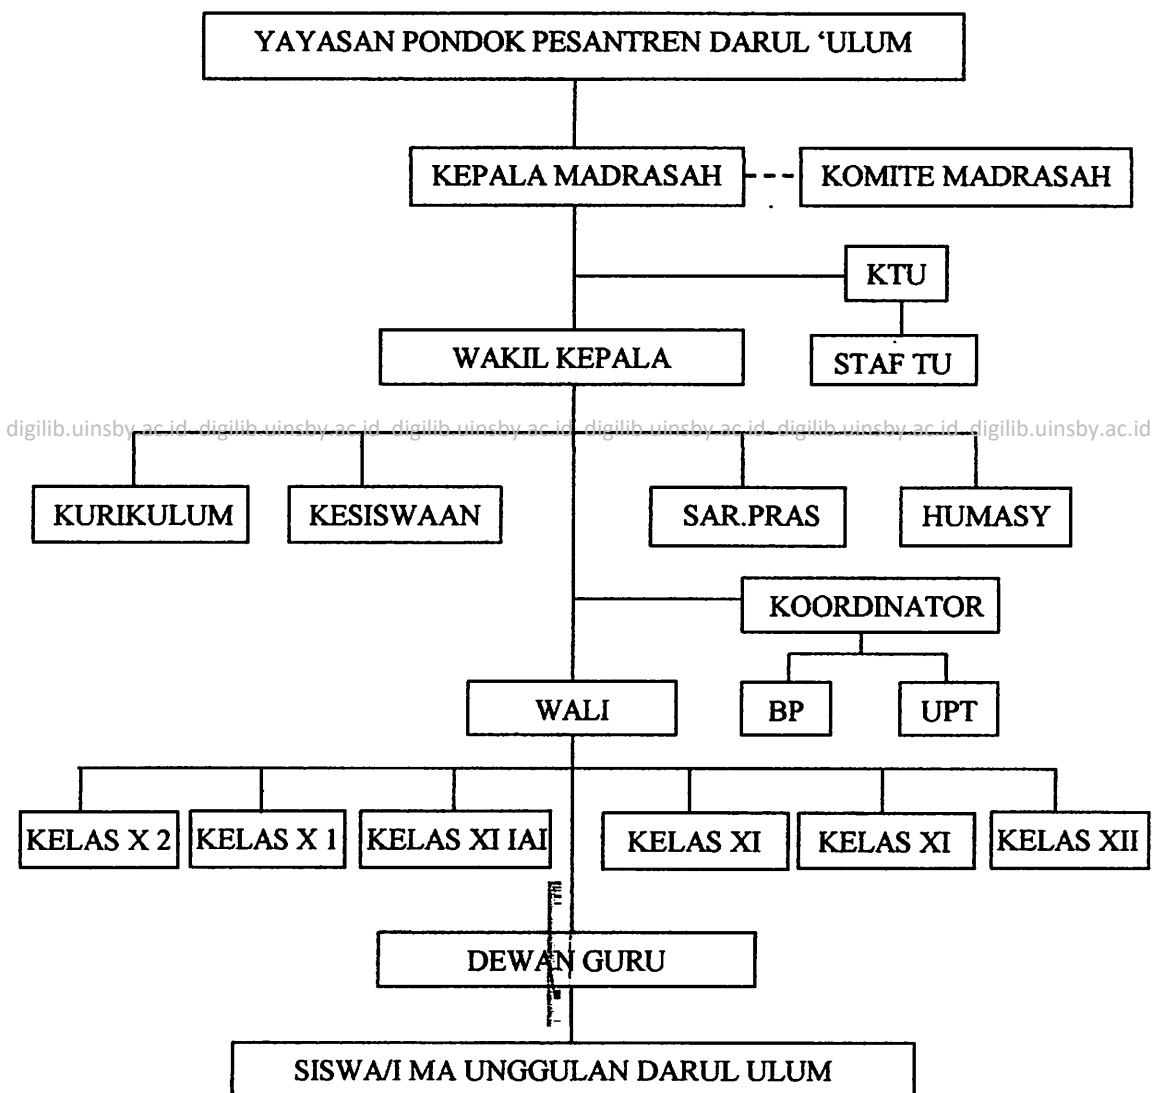 YAYASAN PONDOK PESANTREN DARUL ‘ULUM
KEPALA MADRASAH
KOMITE MADRASAH
KTU
WAKIL KEPALA
STAF TU
digilib.uinsby.ac.id digilib.uinsby.ac.id digilib.uinsby.ac.id digilib.uinsby.ac.id digilib.uinsby.ac.id digilib.uinsby.ac.id
KURIKULUM
KESISWAAN
SAR.PRAS
HUMASY
KOORDINATOR
WALI
BP
UPT
KELAS X 2
KELAS X 1
KELAS XI IAI
KELAS XI
KELAS XI
KELAS XII
DEWAN GURU
SISWA/I MA UNGGULAN DARUL ULUM